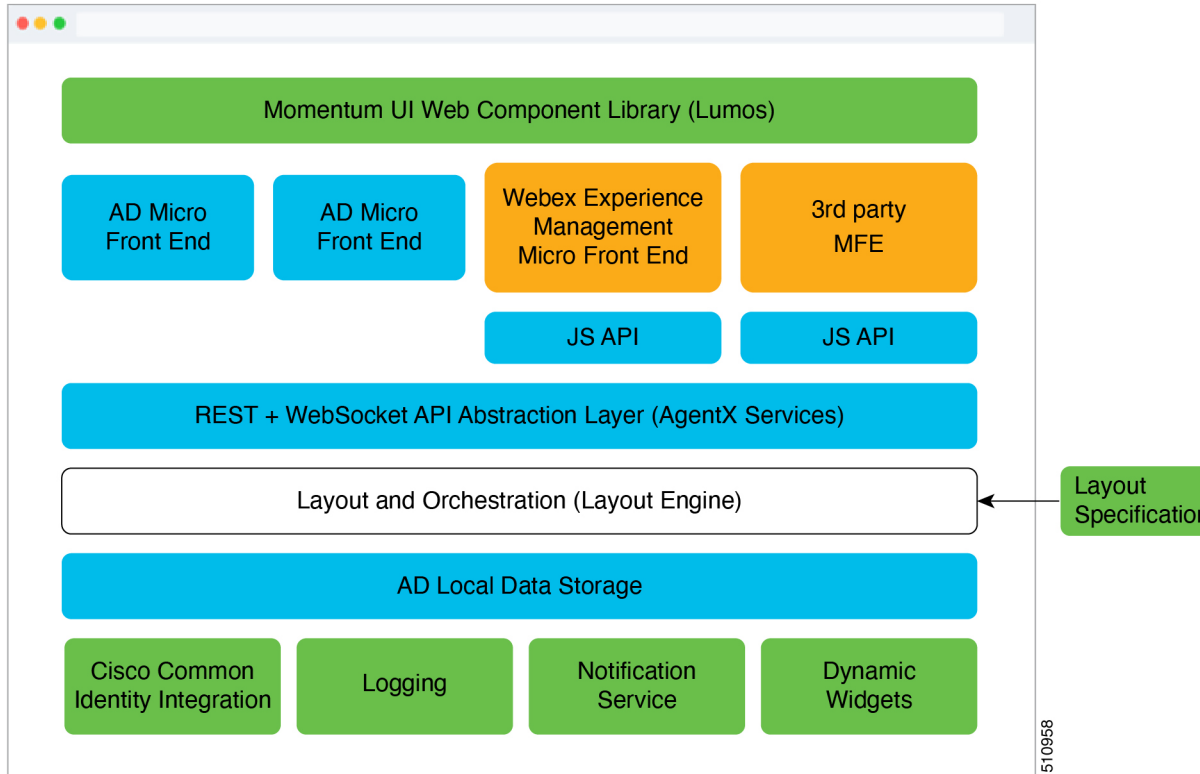 Momentum UI Web Component Library (Lumos)
AD Micro
Front End
AD Micro
Front End
Webex Experience
Management
Micro Front End
3rd party
MFE
JS API
JS API
REST + WebSocket API Abstraction Layer (AgentX Services)
Layout and Orchestration (Layout Engine)
Layout
Specification
AD Local Data Storage
Cisco Common
Identity Integration
Logging
Notification
Service
Dynamic
Widgets
510958